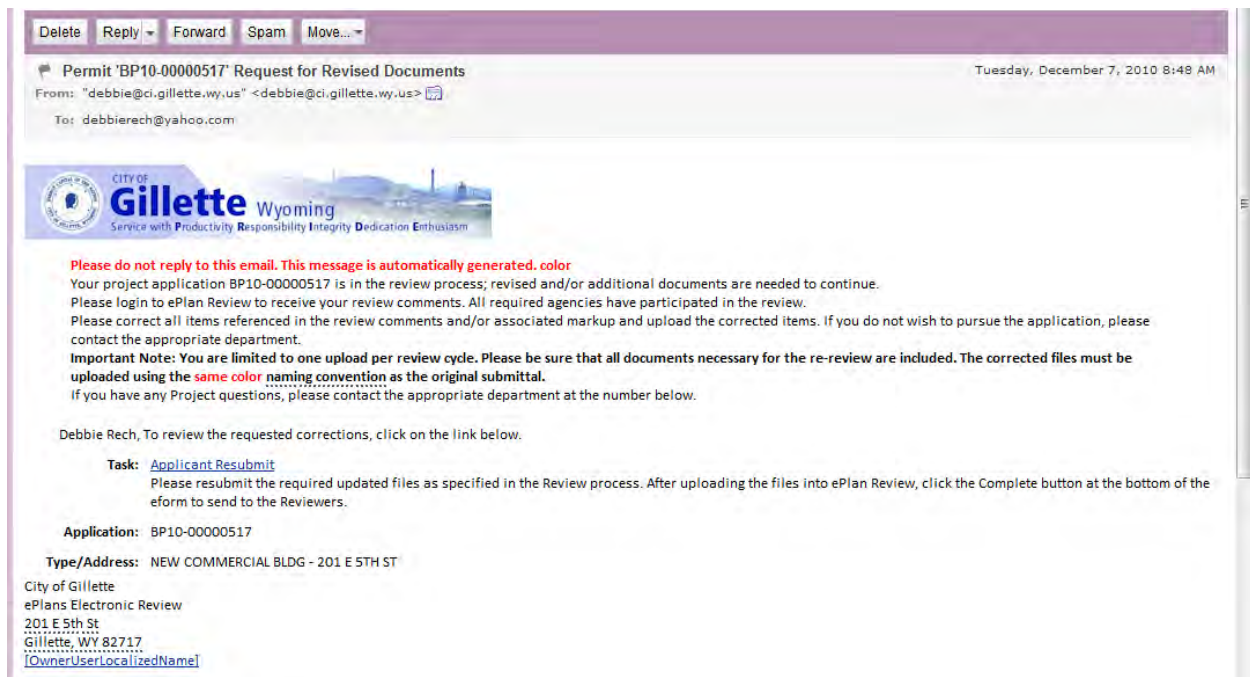 Delete Reply Forward Spam Move...
Permit 'BP10-00000517' Request for Revised Documents
Tuesday, December 7, 2010 8:48 AM
From: "debbie@ci.gillette.wy.us" <debbie@ci.gillette.wy.us>
To: debbierech@yahoo.com
CITY OF
Gillette Wyoming
Service with Productivity Responsibility Integrity Dedication Enthusiasm
Please do not reply to this email. This message is automatically generated. color
Your project application BP10-00000517 is in the review process; revised and/or additional documents are needed to continue.
Please login to ePlan Review to receive your review comments. All required agencies have participated in the review.
Please correct all items referenced in the review comments and/or associated markup and upload the corrected items. If you do not wish to pursue the application, please
contact the appropriate department.
Important Note: You are limited to one upload per review cycle. Please be sure that all documents necessary for the re-review are included. The corrected files must be
uploaded using the same color naming convention as the original submittal.
If you have any Project questions, please contact the appropriate department at the number below.
Debbie Rech, To review the requested corrections, click on the link below.
Task: Applicant Resubmit
Please resubmit the required updated files as specified in the Review process. After uploading the files into ePlan Review, click the Complete button at the bottom of the
eform to send to the Reviewers.
Application: BP10-00000517
Type/Address: NEW COMMERCIAL BLDG - 201 E 5TH ST
City of Gillette
ePlans Electronic Review
201 E 5th St
Gillette, WY 82717
[OwnerUserLocalizedName]